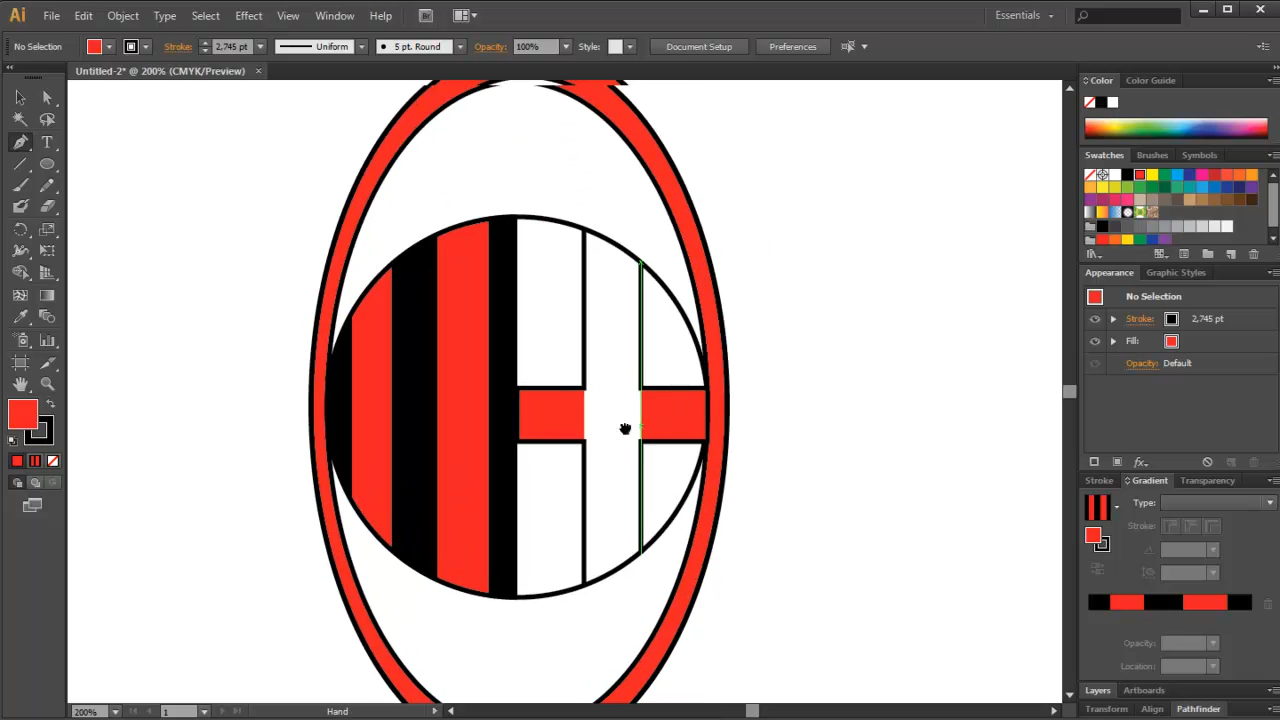 Ai File Edit Object Type Select Effect View Window Help Essentials
No Selection Stroke: 2,745 pt Uniform 5 pt. Round Opacity: 100% Style: Document Setup Preferences
Untitled-2* @ 200% (CMYK/Preview)
Color Color Guide
Swatches Brushes Symbols
Appearance Graphic Styles
No Selection
Stroke: 2,745 pt
Fill:
Opacity: Default
fx
Stroke Gradient Transparency
Type:
Stroke:
Opacity:
Location:
Layers Artboards
Transform Align Pathfinder
200% 1 Hand